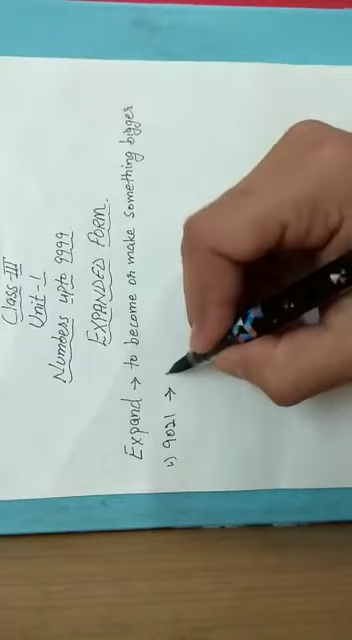 Class-III
Unit-1
Numbers upto 9999
EXPANDED FORM.
Expand → to become or make something bigger
i) 9021 →